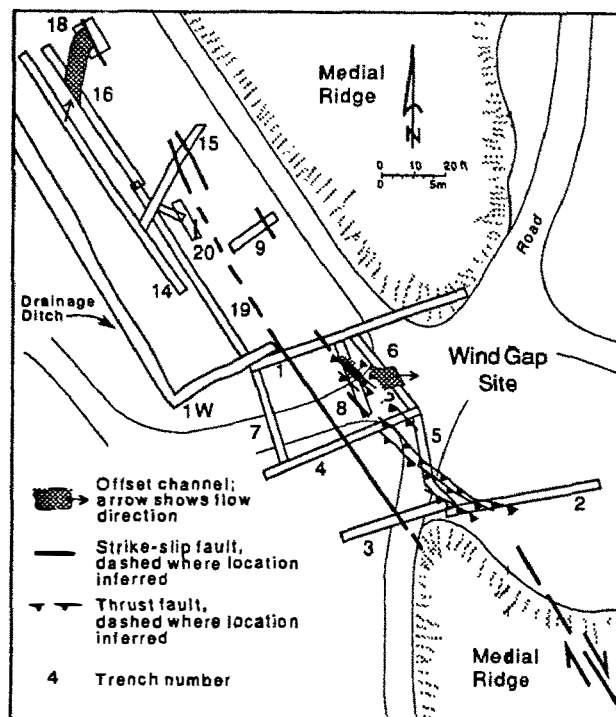 18
Medial
Ridge
16
N
15
0 10 20 ft
0 5m
Road
20
9
Drainage
Ditch
14
19
6
Wind Gap
Site
1
5
1W
8
5
7
4
2
3
Offset channel;
arrow shows flow
direction
Strike-slip fault,
dashed where location
inferred
Thrust fault,
dashed where location
inferred
4 Trench number
Medial
Ridge